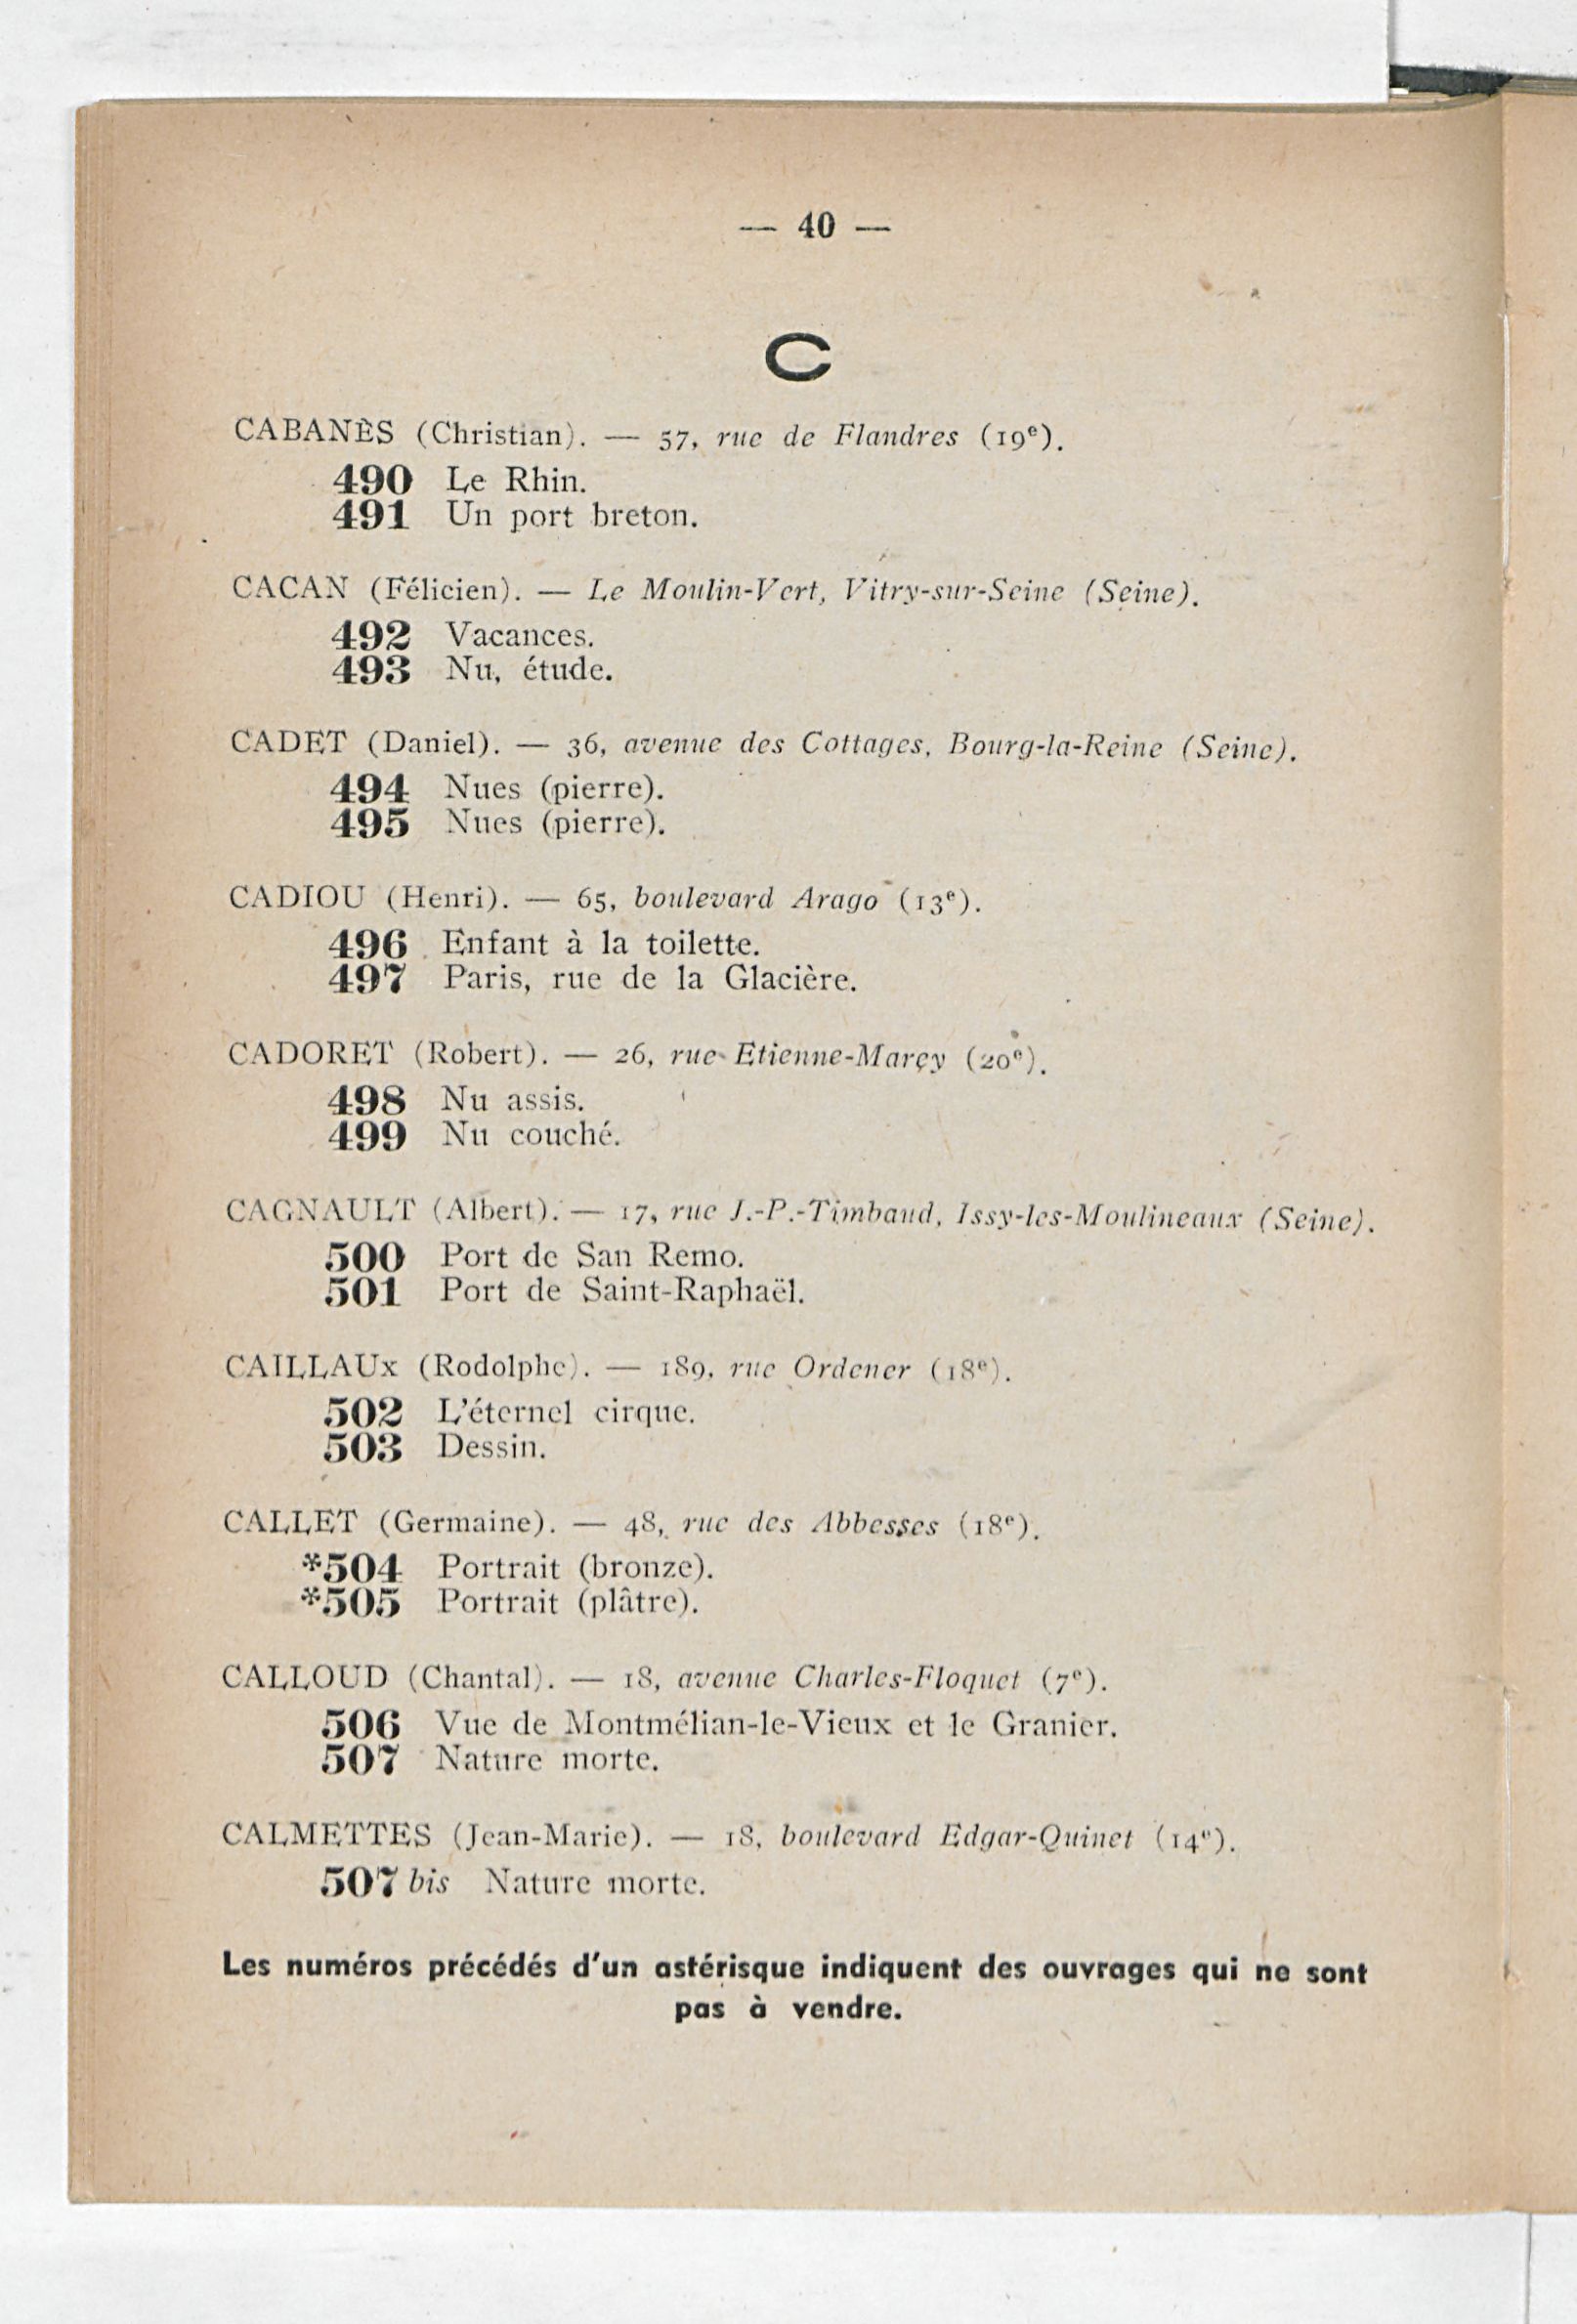 — 40 —
C
CABANÈS (Christian). — 57, rue de Flandres (19e).
490 Le Rhin.
491 Un port breton.
CACAN (Félicien). — Le Moulin-Vert, Vitry-sur-Seine (Seine).
492 Vacances.
493 Nu, étude.
CADET (Daniel). — 36, avenue des Cottages, Bourg-la-Reine (Seine).
494 Nues (pierre).
495 Nues (pierre).
CADIOU (Henri). — 65, boulevard Arago (13e).
496 Enfant à la toilette.
497 Paris, rue de la Glacière.
CADORET (Robert). — 26, rue Etienne-Marçy (20e).
498 Nu assis.
499 Nu couché.
CAGNAULT (Albert). — 17, rue J.-P.-Timbaud, Issy-les-Moulineaux (Seine).
500 Port de San Remo.
501 Port de Saint-Raphaël.
CAILLAUx (Rodolphe). — 189, rue Ordener (18e).
502 L'éternel cirque.
503 Dessin.
CALLET (Germaine). — 48, rue des Abbesses (18e).
*504 Portrait (bronze).
*505 Portrait (plâtre).
CALLOUD (Chantal). — 18, avenue Charles-Floquet (7e).
506 Vue de Montmélian-le-Vieux et le Granier.
507 Nature morte.
CALMETTES (Jean-Marie). — 18, boulevard Edgar-Quinet (14e).
507 bis Nature morte.
Les numéros précédés d'un astérisque indiquent des ouvrages qui ne sont
pas à vendre.